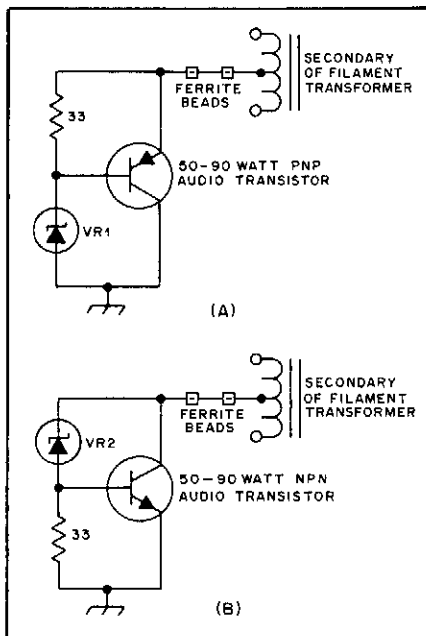 SECONDARY
OF FILAMENT
TRANSFORMER
FERRITE
BEADS
33
50-90 WATT PNP
AUDIO TRANSISTOR
VR1
(A)
SECONDARY
OF FILAMENT
TRANSFORMER
FERRITE
BEADS
VR2
50-90 WATT NPN
AUDIO TRANSISTOR
33
(B)